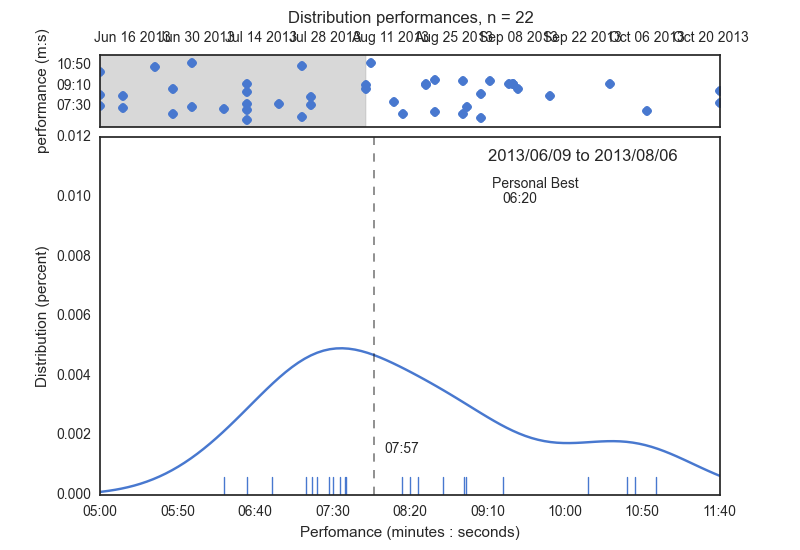 Distribution performances, n = 22
Jun 16 2013 Jun 30 2013 Jul 14 2013 Jul 28 2013 Aug 11 2013 Aug 25 2013 Sep 08 2013 Sep 22 2013 Oct 06 2013 Oct 20 2013
performance (m:s)
10:50
09:10
07:30
0.012
0.010
0.008
0.006
0.004
0.002
0.000
Distribution (percent)
2013/06/09 to 2013/08/06
Personal Best
06:20
07:57
05:00 05:50 06:40 07:30 08:20 09:10 10:00 10:50 11:40
Perfomance (minutes : seconds)